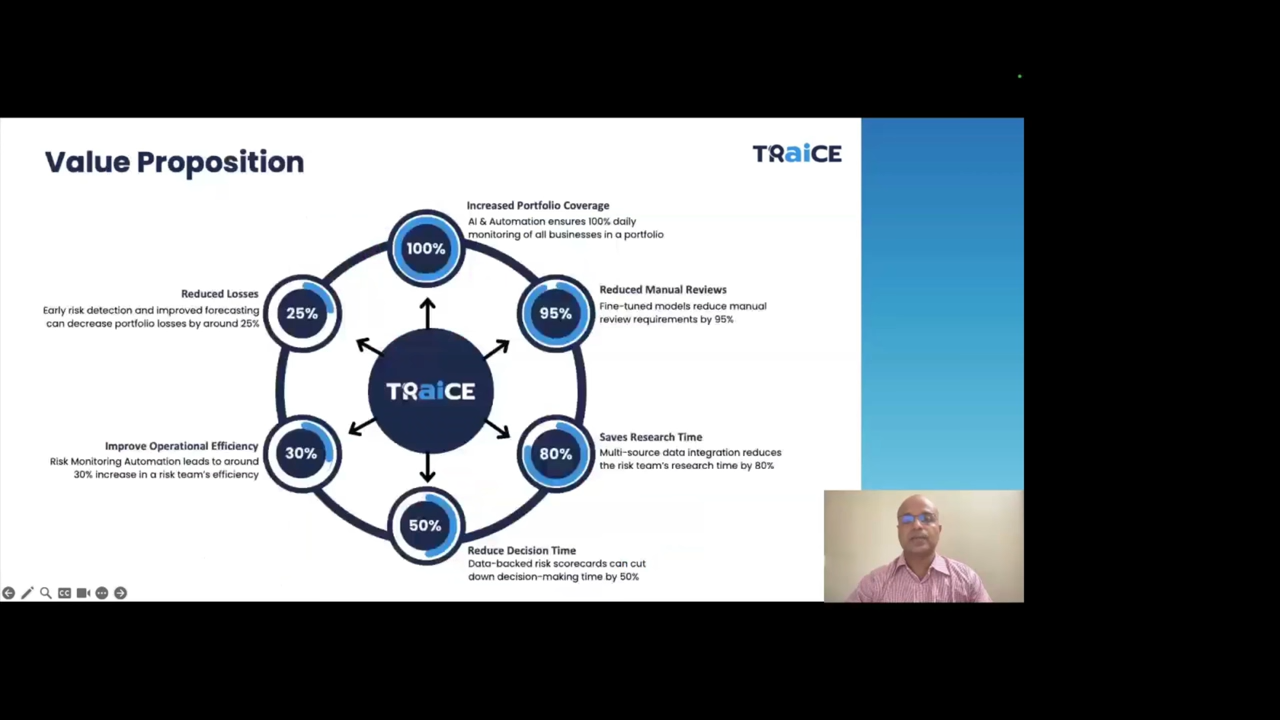 Value Proposition
TRaiCE
Increased Portfolio Coverage
AI & Automation ensures 100% daily
monitoring of all businesses in a portfolio
100%
Reduced Losses
Early risk detection and improved forecasting
can decrease portfolio losses by around 25%
25%
95%
Reduced Manual Reviews
Fine-tuned models reduce manual
review requirements by 95%
TRaiCE
Improve Operational Efficiency
Risk Monitoring Automation leads to around
30% increase in a risk team's efficiency
30%
80%
Saves Research Time
Multi-source data integration reduces
the risk team's research time by 80%
50%
Reduce Decision Time
Data-backed risk scorecards can cut
down decision-making time by 50%
CC